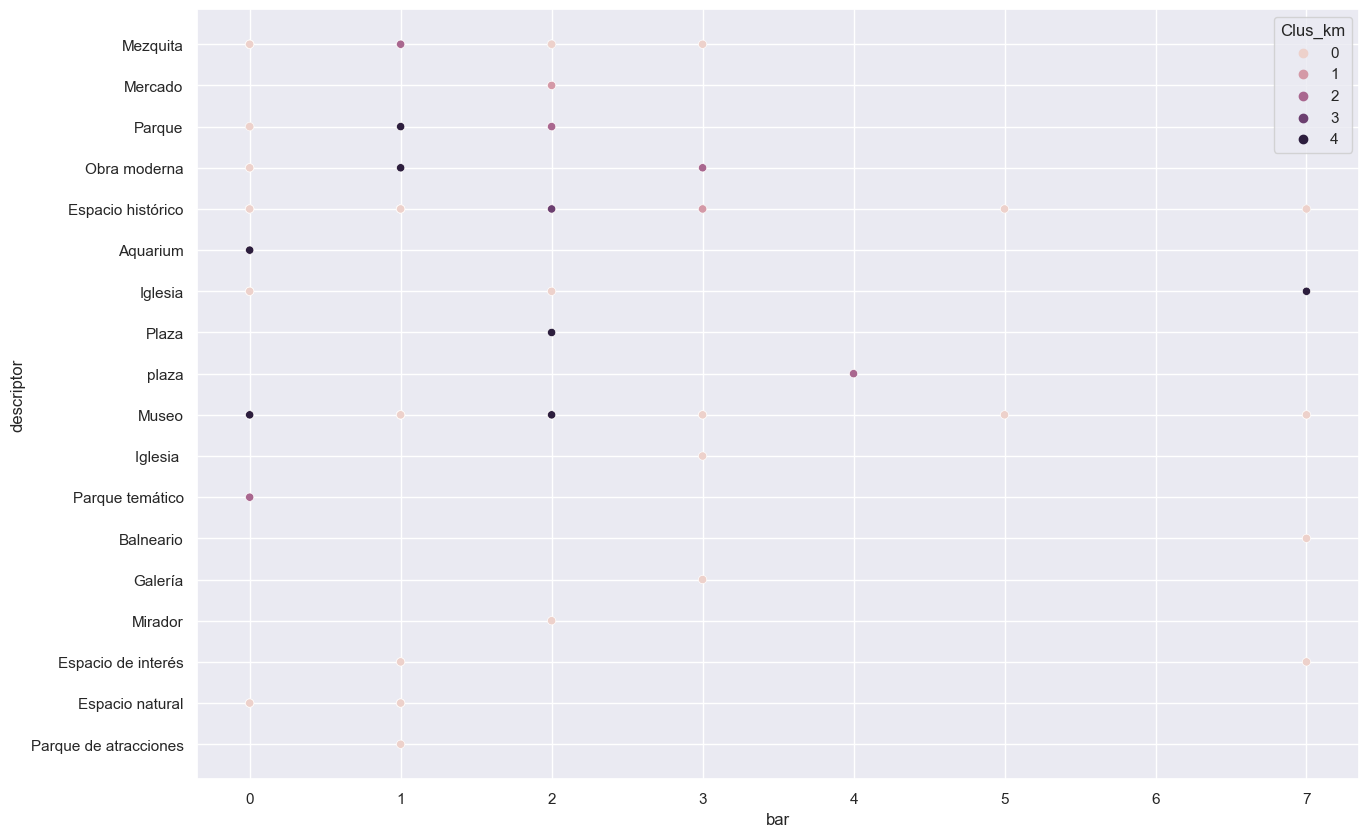 Clus_km
0
1
2
3
4
descriptor
Mezquita
Mercado
Parque
Obra moderna
Espacio histórico
Aquarium
Iglesia
Plaza
plaza
Museo
Iglesia
Parque temático
Balneario
Galería
Mirador
Espacio de interés
Espacio natural
Parque de atracciones
0 1 2 3 4 5 6 7
bar